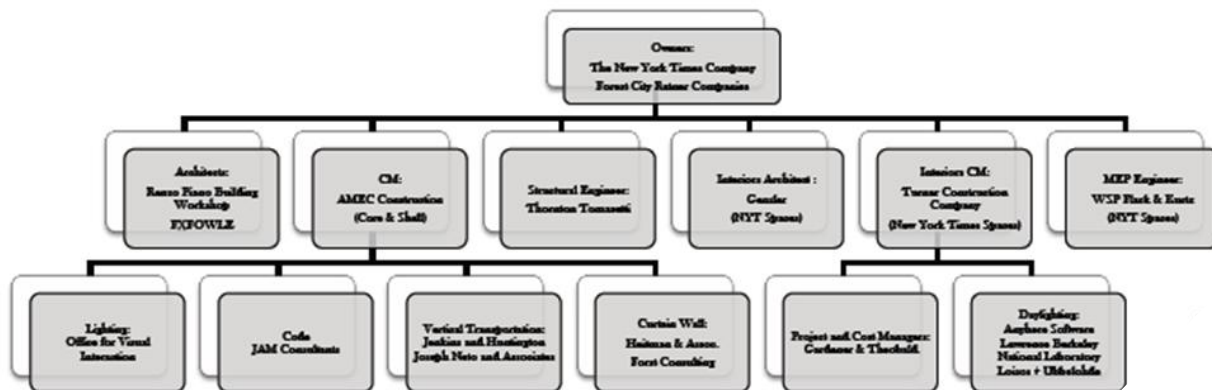 Owners:
The New York Times Company
Forest City Ratner Companies
Architects:
Renzo Piano Building
Workshop
FXFOWLE
CM:
AMEC Construction
(Core & Shell)
Structural Engineer:
Thornton Tomasetti
Interiors Architect :
Gensler
(NYT Spaces)
Interiors CM:
Turner Construction
Company
(New York Times Spaces)
MEP Engineer:
WSP Flack & Kurtz
(NYT Spaces)
Lighting:
Office for Visual
Interaction
Code
JAM Consultants
Vertical Transportation:
Jenkins and Huntington
Joseph Neto and Associates
Curtain Wall:
Heitman & Assoc.
Forst Consulting
Project and Cost Managers:
Gardiner & Theobald.
Daylighting:
Software
Lawrence Berkeley
National Laboratory
Loisos + Ubbelohde